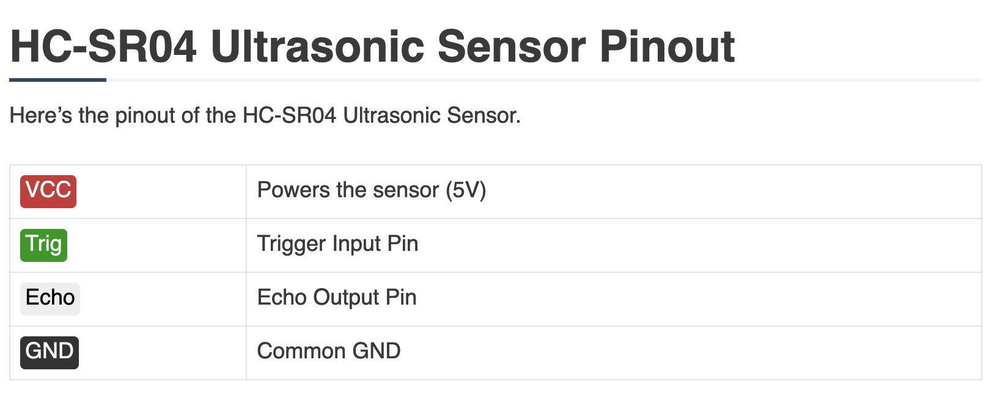 HC-SR04 Ultrasonic Sensor Pinout
Here’s the pinout of the HC-SR04 Ultrasonic Sensor.
VCC Powers the sensor (5V)
Trig Trigger Input Pin
Echo Echo Output Pin
GND Common GND